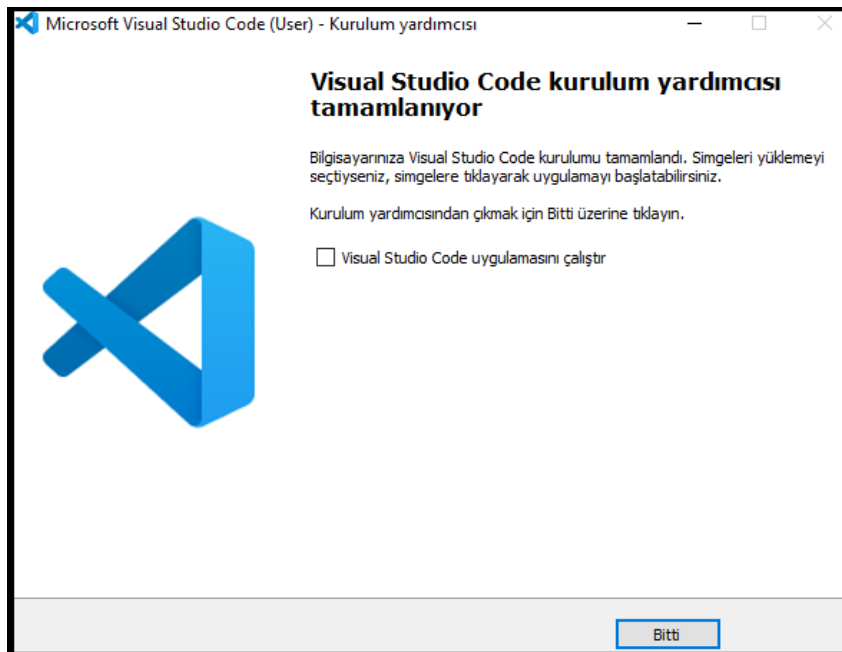 Microsoft Visual Studio Code (User) - Kurulum yardımcısı
Visual Studio Code kurulum yardımcısı
tamamlanıyor
Bilgisayarınıza Visual Studio Code kurulumu tamamlandı. Simgeleri yüklemeyi
seçtiyseniz, simgelere tıklayarak uygulamayı başlatabilirsiniz.
Kurulum yardımcısından çıkmak için Bitti üzerine tıklayın.
Visual Studio Code uygulamasını çalıştır
Bitti